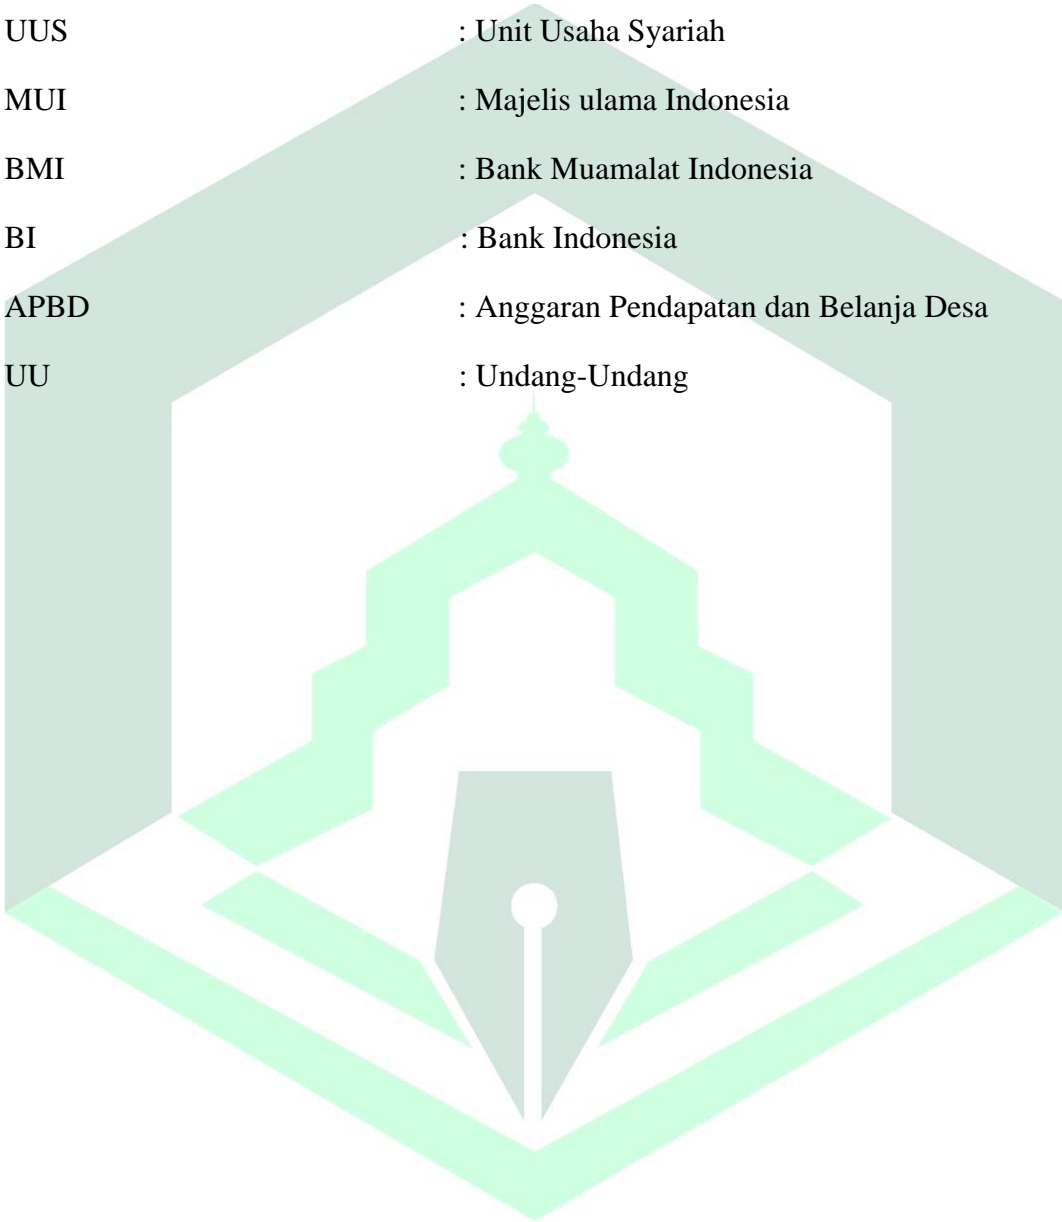 UUS : Unit Usaha Syariah
MUI : Majelis ulama Indonesia
BMI : Bank Muamalat Indonesia
BI : Bank Indonesia
APBD : Anggaran Pendapatan dan Belanja Desa
UU : Undang-Undang